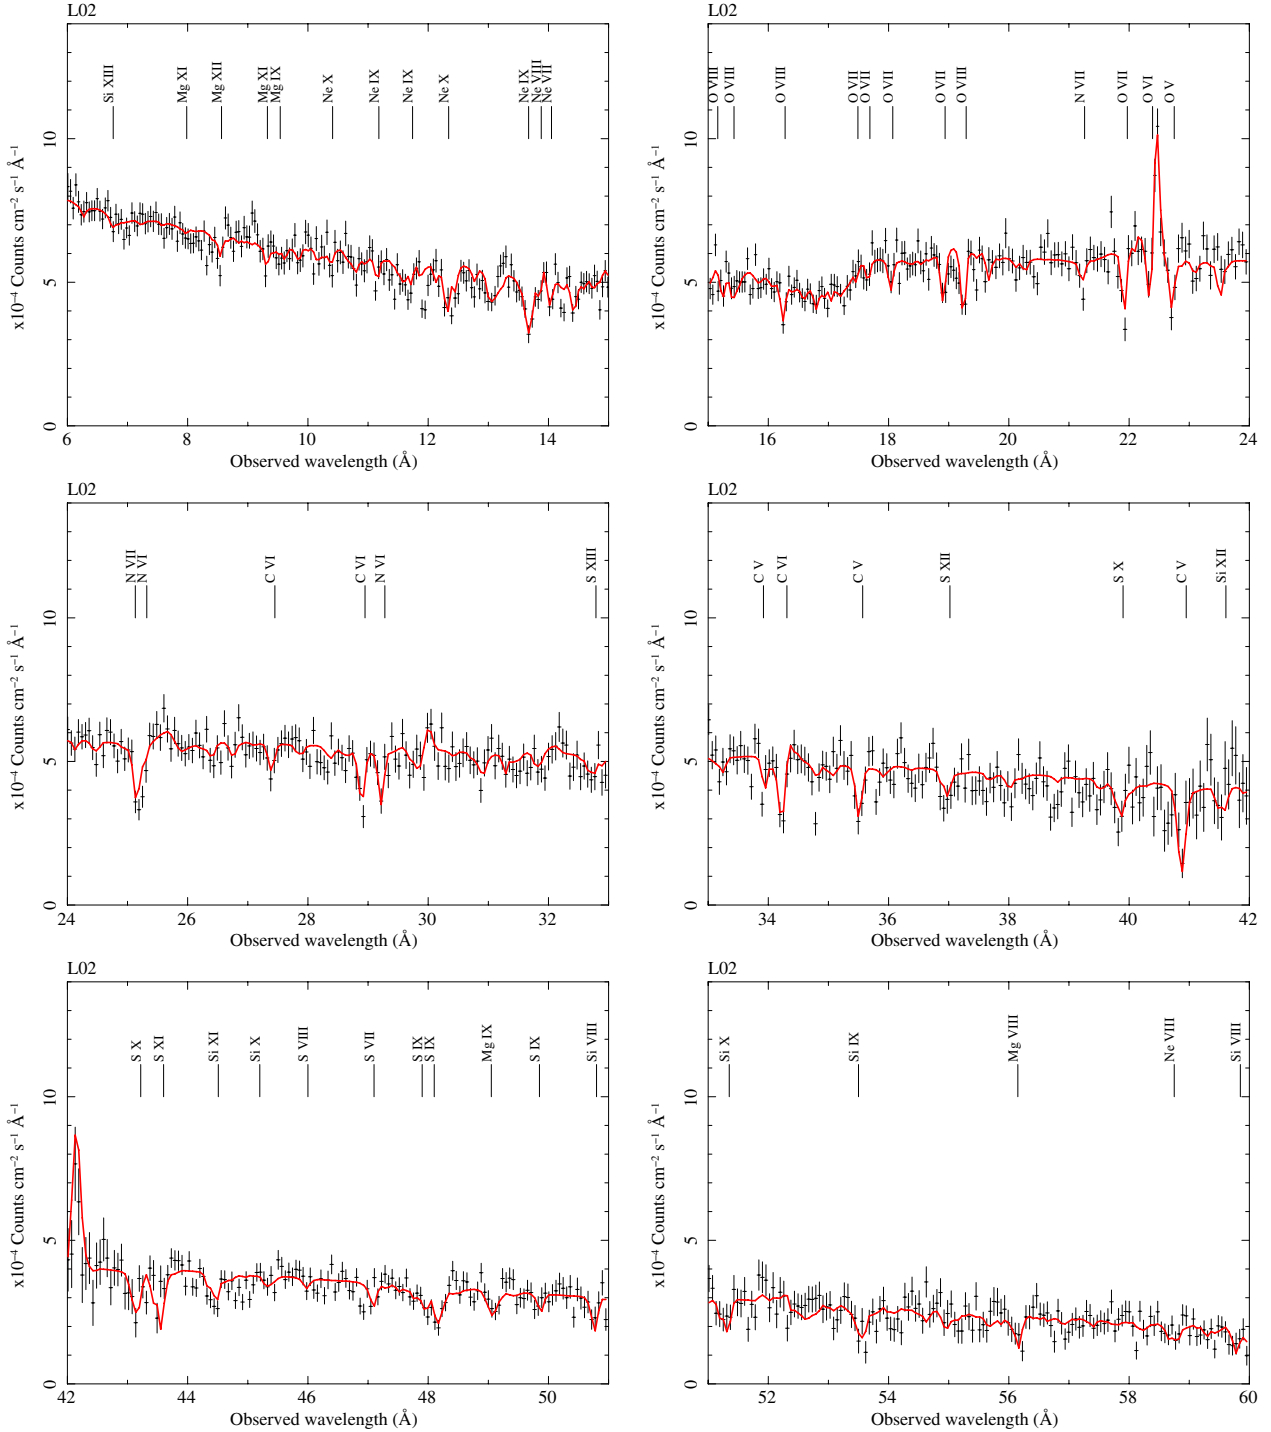 L02
Si XIII
Mg XI
Mg XII
Mg XI
Mg IX
Ne X
Ne IX
Ne IX
Ne X
Ne IX
Ne VIII
Ne VII
x10⁻⁴ Counts cm⁻² s⁻¹ Å⁻¹
0
5
10
6
8
10
12
14
Observed wavelength (Å)
L02
O VIII
O VIII
O VIII
O VII
O VII
O VII
O VII
O VIII
N VII
O VII
O VI
O V
x10⁻⁴ Counts cm⁻² s⁻¹ Å⁻¹
0
5
10
16
18
20
22
24
Observed wavelength (Å)
L02
N VII
N VI
C VI
C VI
N VI
S XIII
x10⁻⁴ Counts cm⁻² s⁻¹ Å⁻¹
0
5
10
24
26
28
30
32
Observed wavelength (Å)
L02
C V
C VI
C V
S XII
S X
C V
Si XII
x10⁻⁴ Counts cm⁻² s⁻¹ Å⁻¹
0
5
10
34
36
38
40
42
Observed wavelength (Å)
L02
S X
S XI
Si XI
Si X
S VIII
S VII
S IX
S IX
Mg IX
S IX
Si VIII
x10⁻⁴ Counts cm⁻² s⁻¹ Å⁻¹
0
5
10
42
44
46
48
50
Observed wavelength (Å)
L02
Si X
Si IX
Mg VIII
Ne VIII
Si VIII
x10⁻⁴ Counts cm⁻² s⁻¹ Å⁻¹
0
5
10
52
54
56
58
60
Observed wavelength (Å)